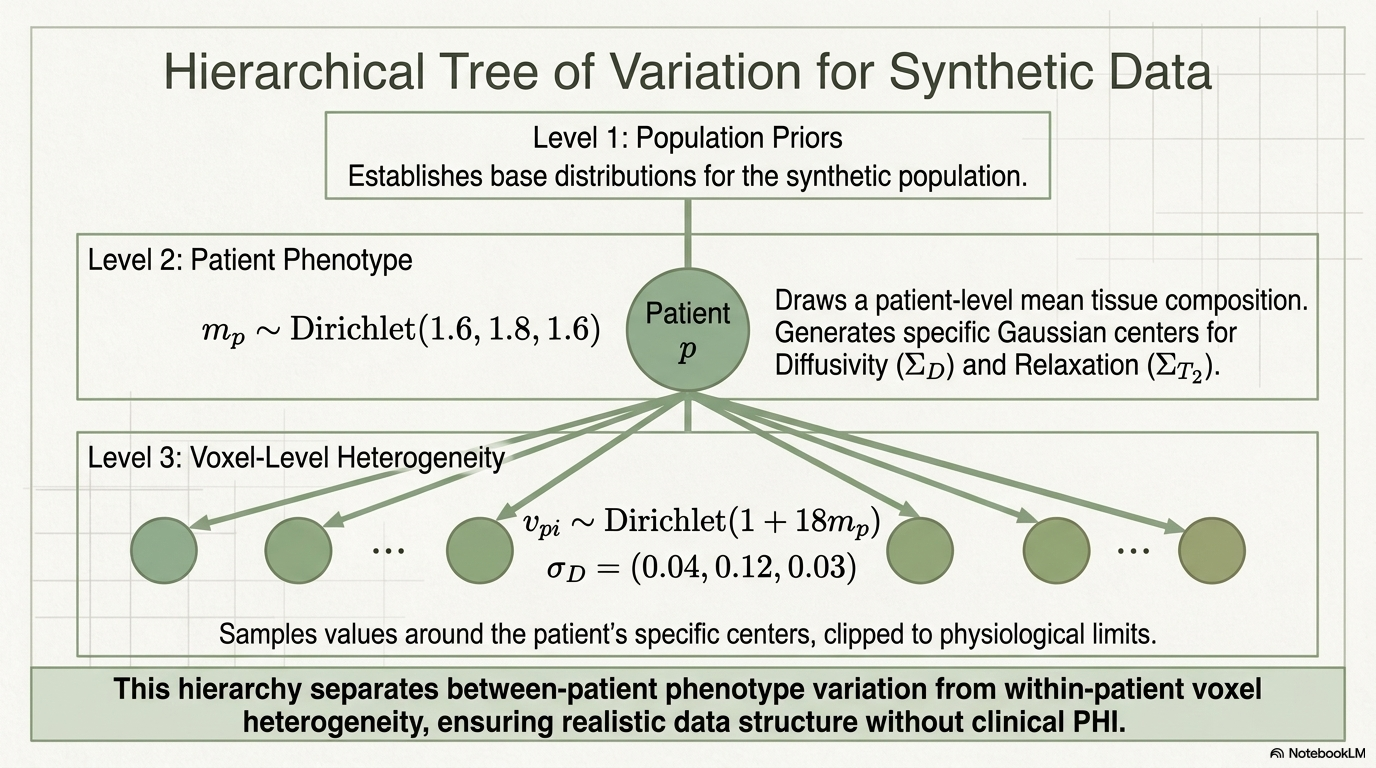 Hierarchical Tree of Variation for Synthetic Data
Level 1: Population Priors
Establishes base distributions for the synthetic population.
Level 2: Patient Phenotype
m_p ∼ Dirichlet(1.6, 1.8, 1.6)
Patient
p
Draws a patient-level mean tissue composition.
Generates specific Gaussian centers for
Diffusivity (Σ_D) and Relaxation (Σ_{T_2}).
Level 3: Voxel-Level Heterogeneity
...
v_{pi} ∼ Dirichlet(1 + 18m_p)
σ_D = (0.04, 0.12, 0.03)
...
Samples values around the patient's specific centers, clipped to physiological limits.
This hierarchy separates between-patient phenotype variation from within-patient voxel
heterogeneity, ensuring realistic data structure without clinical PHI.
NotebookLM